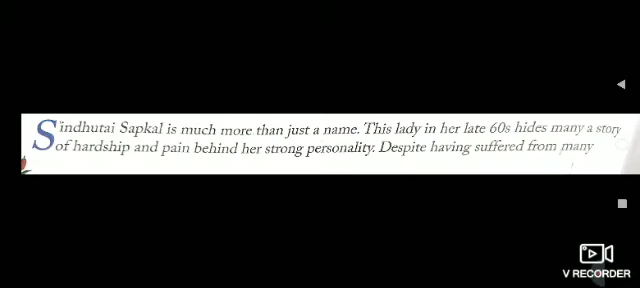 Sindhutai Sapkal is much more than just a name. This lady in her late 60s hides many a story
of hardship and pain behind her strong personality. Despite having suffered from many
V RECORDER